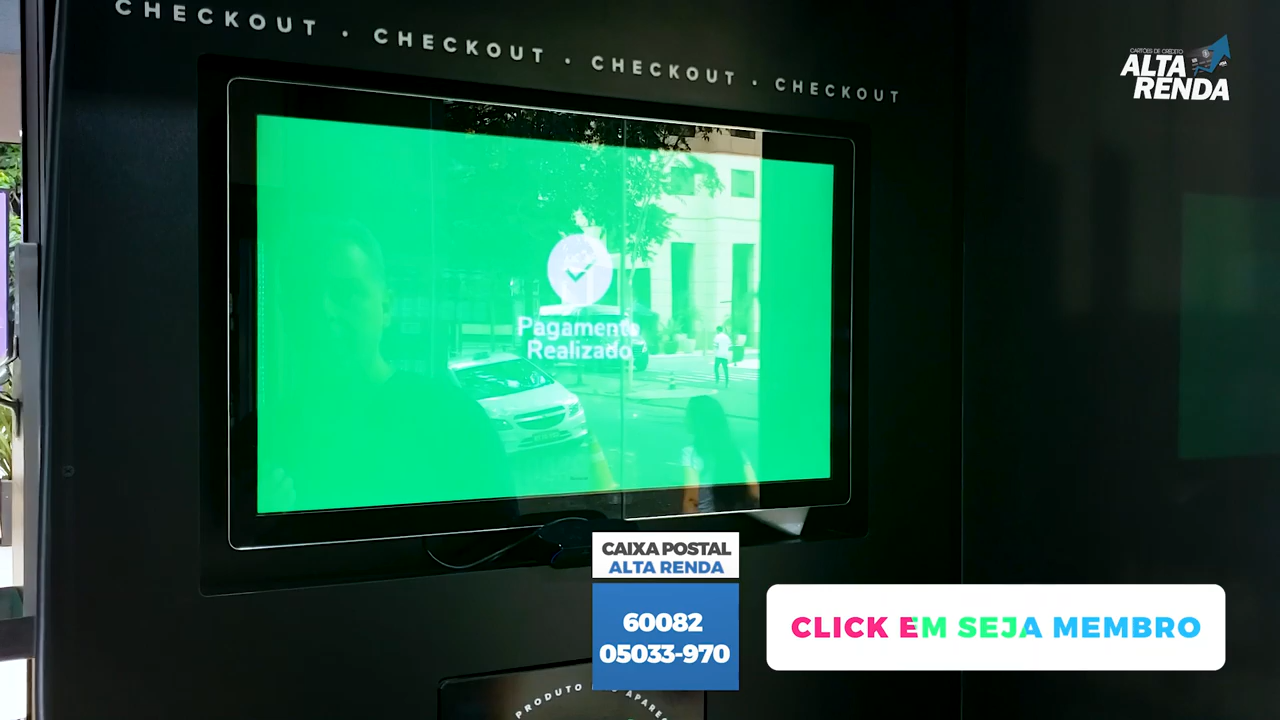 CHECKOUT · CHECKOUT · CHECKOUT · CHECKOUT
CARTÕES DE CRÉDITO
ALTA
RENDA
Pagamento
Realizado
CAIXA POSTAL
ALTA RENDA
60082
05033-970
CLICK EM SEJA MEMBRO
PRODUTO